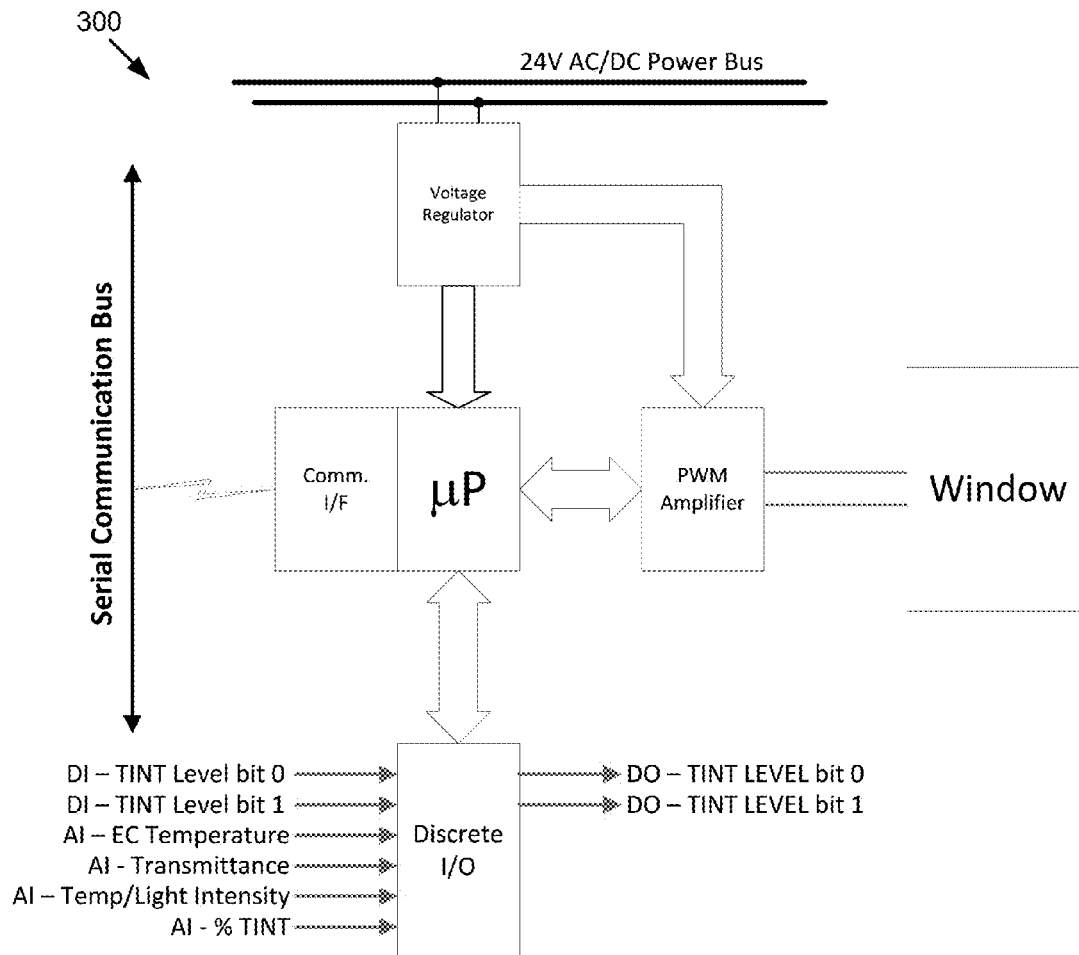 300
24V AC/DC Power Bus
Voltage
Regulator
Serial Communication Bus
Comm.
I/F
μP
PWM
Amplifier
Window
DI – TINT Level bit 0
DI – TINT Level bit 1
AI – EC Temperature
AI - Transmittance
AI – Temp/Light Intensity
AI - % TINT
Discrete
I/O
DO – TINT LEVEL bit 0
DO – TINT LEVEL bit 1